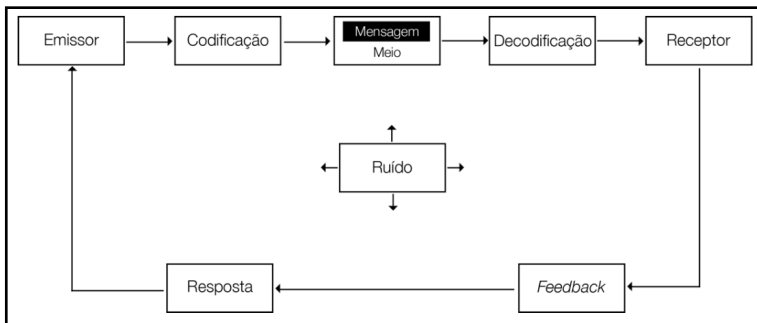 Emissor
Codificação
Mensagem
Meio
Decodificação
Receptor
Ruído
Resposta
Feedback